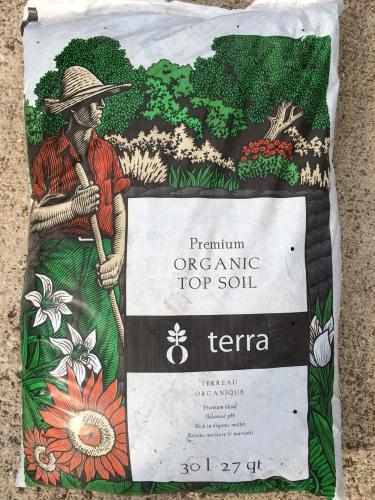 Premium
ORGANIC
TOP SOIL
terra
TERREAU
ORGANIQUE
Premium blend
Balanced pH
Rich in organic matter
Retains moisture & nutrients
30 l 27 qt